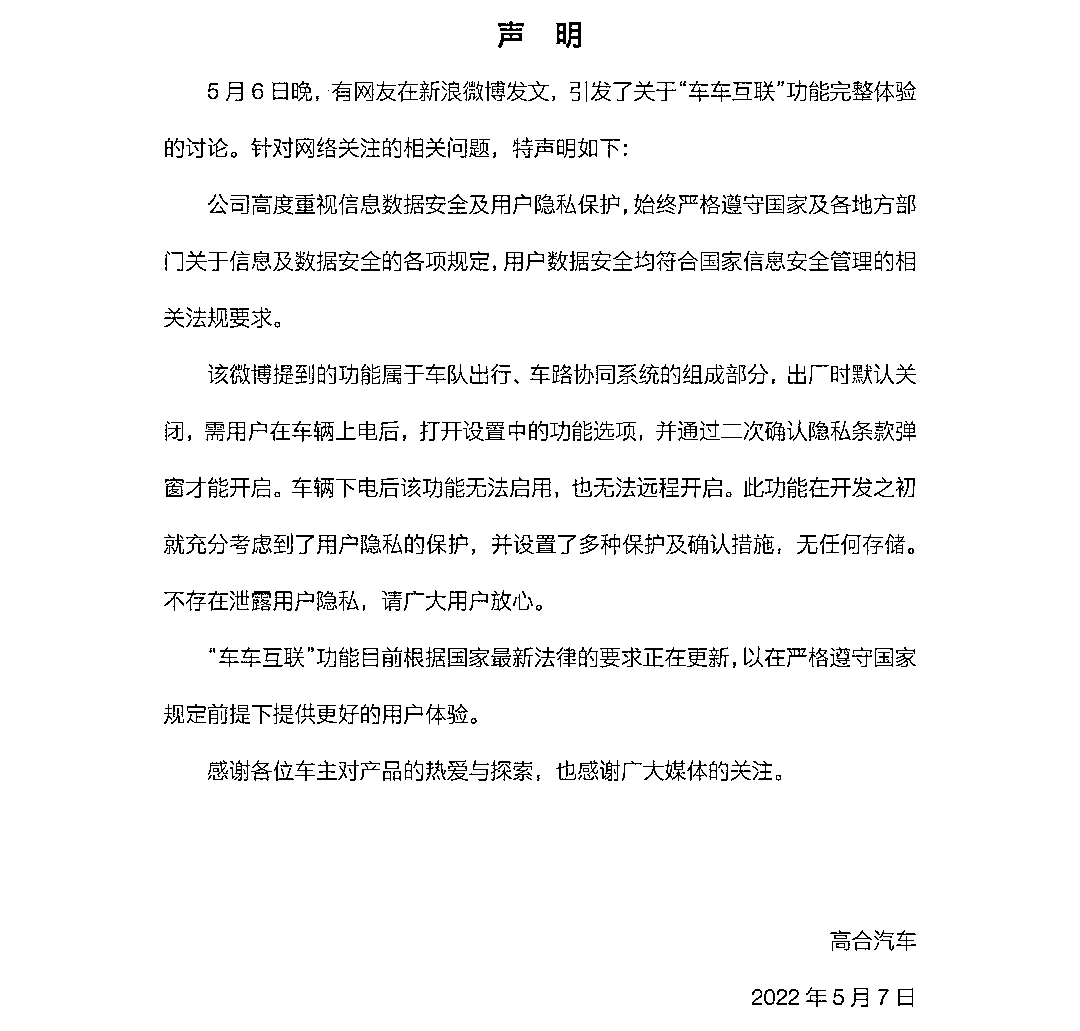 声 明
5月6日晚，有网友在新浪微博发文，引发了关于“车车互联”功能完整体验
的讨论。针对网络关注的相关问题，特声明如下：
公司高度重视信息数据安全及用户隐私保护，始终严格遵守国家及各地方部
门关于信息及数据安全的各项规定，用户数据安全均符合国家信息安全管理的相
关法规要求。
该微博提到的功能属于车队出行、车路协同系统的组成部分，出厂时默认关
闭，需用户在车辆上电后，打开设置中的功能选项，并通过二次确认隐私条款弹
窗才能开启。车辆下电后该功能无法启用，也无法远程开启。此功能在开发之初
就充分考虑到了用户隐私的保护，并设置了多种保护及确认措施，无任何存储。
不存在泄露用户隐私，请广大用户放心。
“车车互联”功能目前根据国家最新法律的要求正在更新，以在严格遵守国家
规定前提下提供更好的用户体验。
感谢各位车主对产品的热爱与探索，也感谢广大媒体的关注。
高合汽车
2022年5月7日